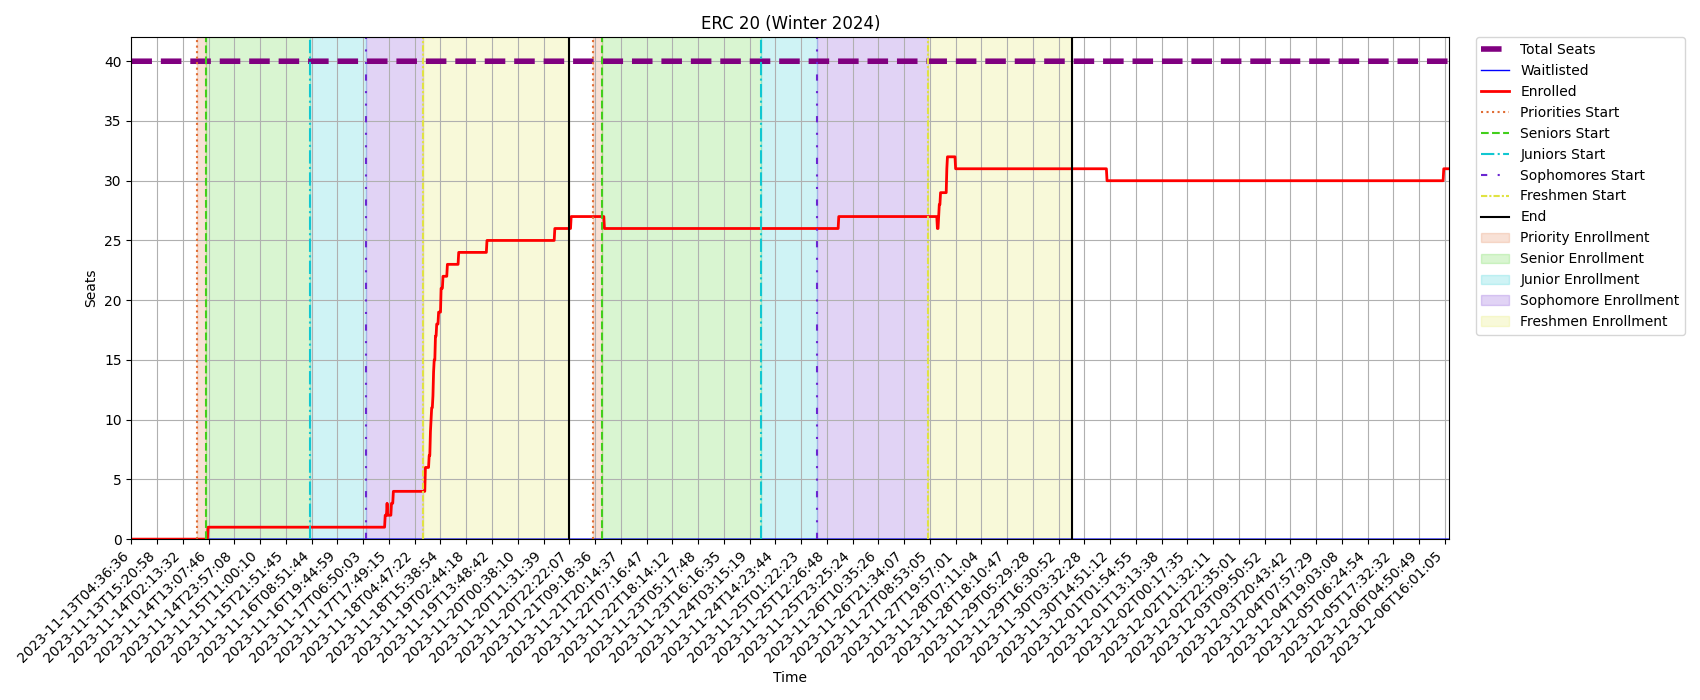 ERC 20 (Winter 2024)
Seats
40
35
30
25
20
15
10
5
0
2023-11-13T04:36:36
2023-11-13T15:20:58
2023-11-14T02:13:32
2023-11-14T13:07:46
2023-11-14T23:57:08
2023-11-15T11:00:10
2023-11-15T21:51:45
2023-11-16T08:51:44
2023-11-16T19:44:59
2023-11-17T06:50:03
2023-11-17T17:49:15
2023-11-18T04:47:22
2023-11-18T15:38:54
2023-11-19T02:44:18
2023-11-19T13:48:42
2023-11-20T00:38:10
2023-11-20T11:31:39
2023-11-20T22:22:07
2023-11-21T09:18:36
2023-11-21T20:14:37
2023-11-22T07:16:47
2023-11-22T18:14:12
2023-11-23T05:17:48
2023-11-23T16:16:35
2023-11-24T03:15:19
2023-11-24T14:23:44
2023-11-25T01:22:23
2023-11-25T12:26:48
2023-11-25T23:25:24
2023-11-26T10:35:26
2023-11-26T21:34:07
2023-11-27T08:53:05
2023-11-27T19:57:01
2023-11-28T07:11:04
2023-11-28T18:10:47
2023-11-29T05:29:28
2023-11-29T16:30:52
2023-11-30T03:32:28
2023-11-30T14:51:12
2023-12-01T01:54:55
2023-12-01T13:13:38
2023-12-02T00:17:35
2023-12-02T11:32:11
2023-12-02T22:35:01
2023-12-03T09:50:52
2023-12-03T20:43:42
2023-12-04T07:57:29
2023-12-04T19:03:08
2023-12-05T06:24:54
2023-12-05T17:32:32
2023-12-06T04:50:49
2023-12-06T16:01:05
Time
Total Seats
Waitlisted
Enrolled
Priorities Start
Seniors Start
Juniors Start
Sophomores Start
Freshmen Start
End
Priority Enrollment
Senior Enrollment
Junior Enrollment
Sophomore Enrollment
Freshmen Enrollment